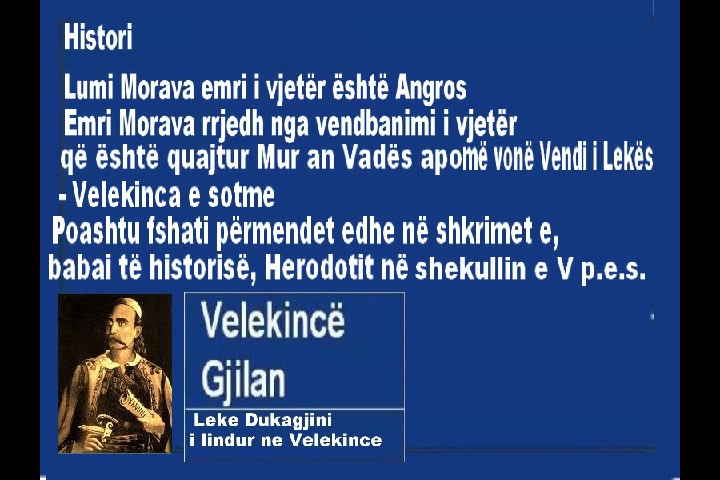 Histori
Lumi Morava emri i vjetër është Angros
Emri Morava rrjedh nga vendbanimi i vjetër
që është quajtur Mur an Vadës apomë vonë Vendi i Lekës
- Velekinca e sotme
Poashtu fshati përmendet edhe në shkrimet e,
babai të historisë, Herodotit në shekullin e V p.e.s.
Velekincë
Gjilan
Leke Dukagjini
i lindur ne Velekince